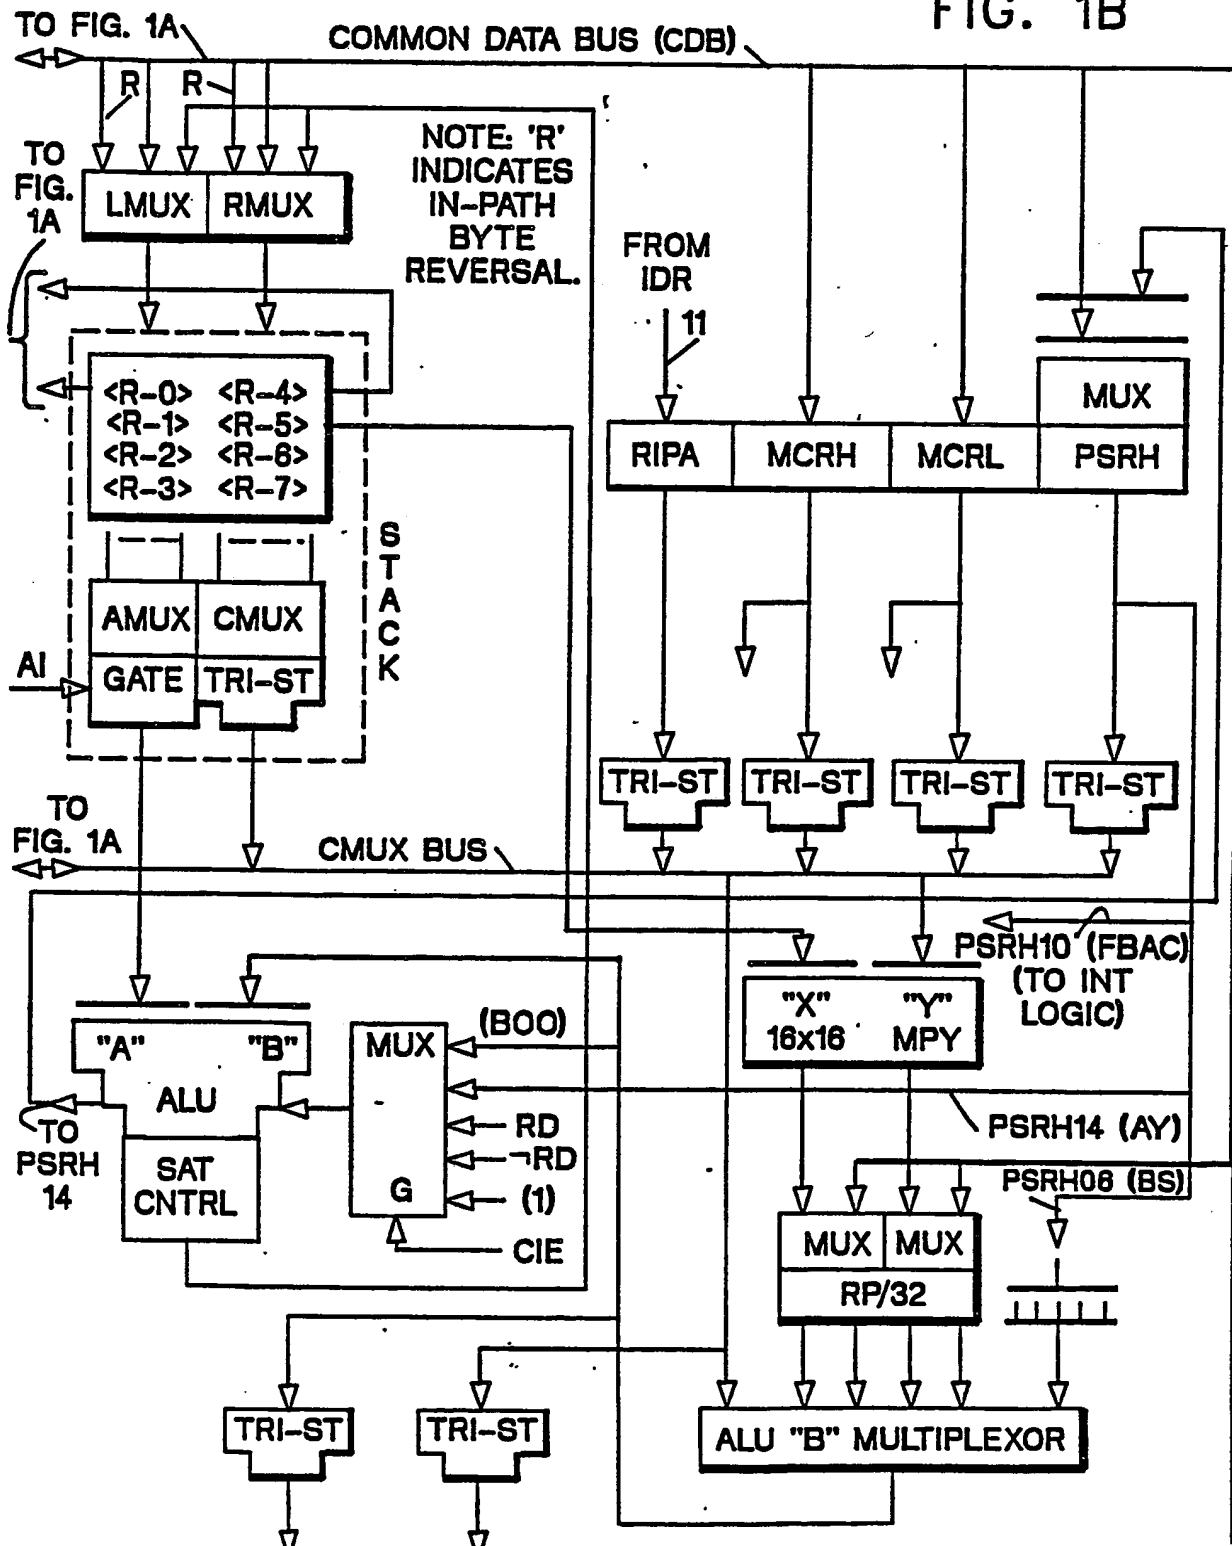 FIG. 1B
TO FIG. 1A
COMMON DATA BUS (CDB)
R
R
NOTE: 'R'
INDICATES
IN-PATH
BYTE
REVERSAL.
TO
FIG.
1A
LMUX
RMUX
FROM
IDR
11
<R-0> <R-4>
<R-1> <R-5>
<R-2> <R-6>
<R-3> <R-7>
MUX
RIPA
MCRH
MCRL
PSRH
STACK
AMUX
CMUX
AI
GATE
TRI-ST
TRI-ST
TRI-ST
TRI-ST
TRI-ST
TO
FIG. 1A
CMUX BUS
PSRH10 (FBAC)
(TO INT
LOGIC)
"X"
"Y"
16x16
MPY
"A"
"B"
ALU
(B00)
MUX
RD
¬RD
G
(1)
CIE
TO
PSRH
14
SAT
CNTRL
PSRH14 (AY)
PSRH06 (BS)
MUX
MUX
RP/32
TRI-ST
TRI-ST
ALU "B" MULTIPLEXOR